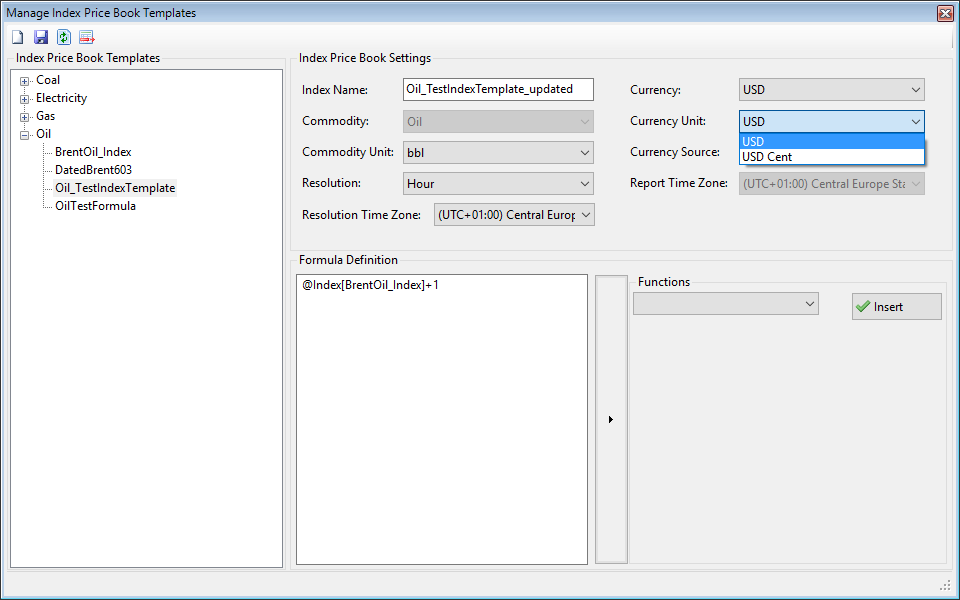 Manage Index Price Book Templates
Index Price Book Templates
Coal
Electricity
Gas
Oil
BrentOil_Index
DatedBrent603
Oil_TestIndexTemplate
OilTestFormula
Index Price Book Settings
Index Name: Oil_TestIndexTemplate_updated
Commodity: Oil
Commodity Unit: bbl
Resolution: Hour
Resolution Time Zone: (UTC+01:00) Central Europ
Currency: USD
Currency Unit: USD
USD
USD Cent
Currency Source:
Report Time Zone: (UTC+01:00) Central Europe Sta
Formula Definition
@Index[BrentOil_Index]+1
Functions
Insert